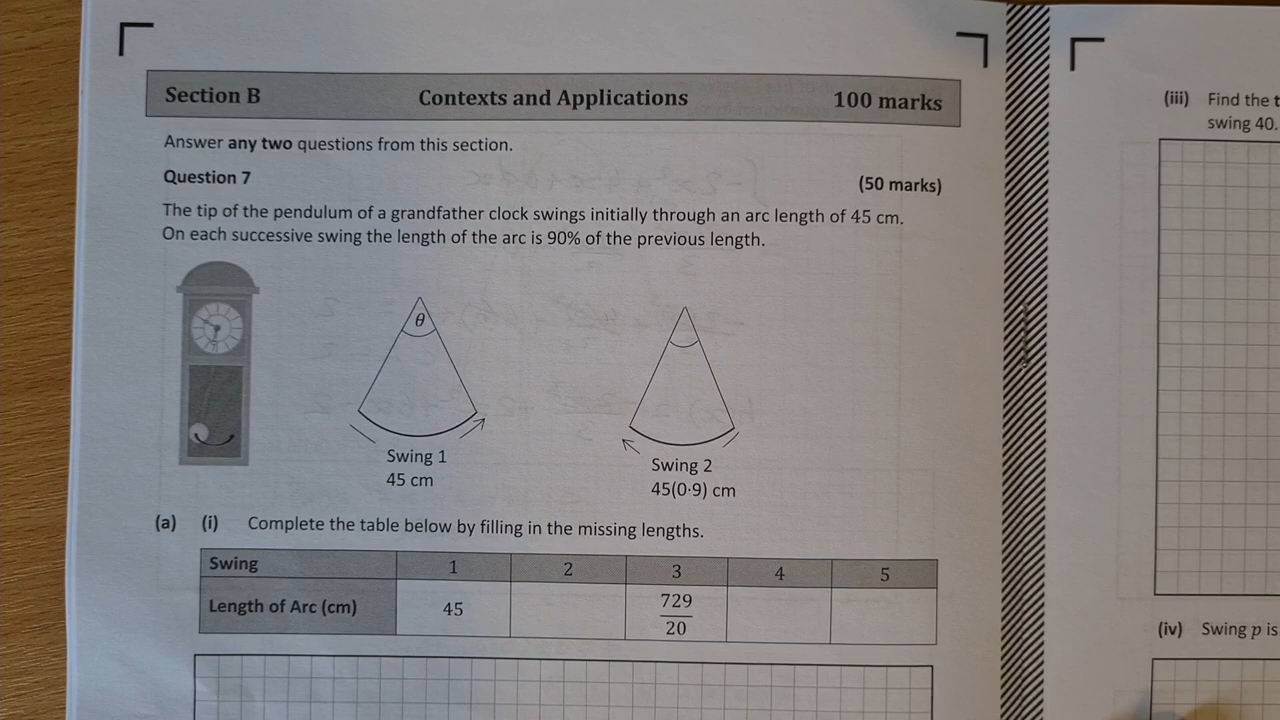 Section B Contexts and Applications 100 marks
Answer any two questions from this section.
Question 7 (50 marks)
The tip of the pendulum of a grandfather clock swings initially through an arc length of 45 cm.
On each successive swing the length of the arc is 90% of the previous length.
θ
Swing 1
45 cm
Swing 2
45(0·9) cm
(a) (i) Complete the table below by filling in the missing lengths.
Swing 1 2 3 4 5
Length of Arc (cm) 45 729/20
(iii) Find the t
swing 40.
(iv) Swing p is